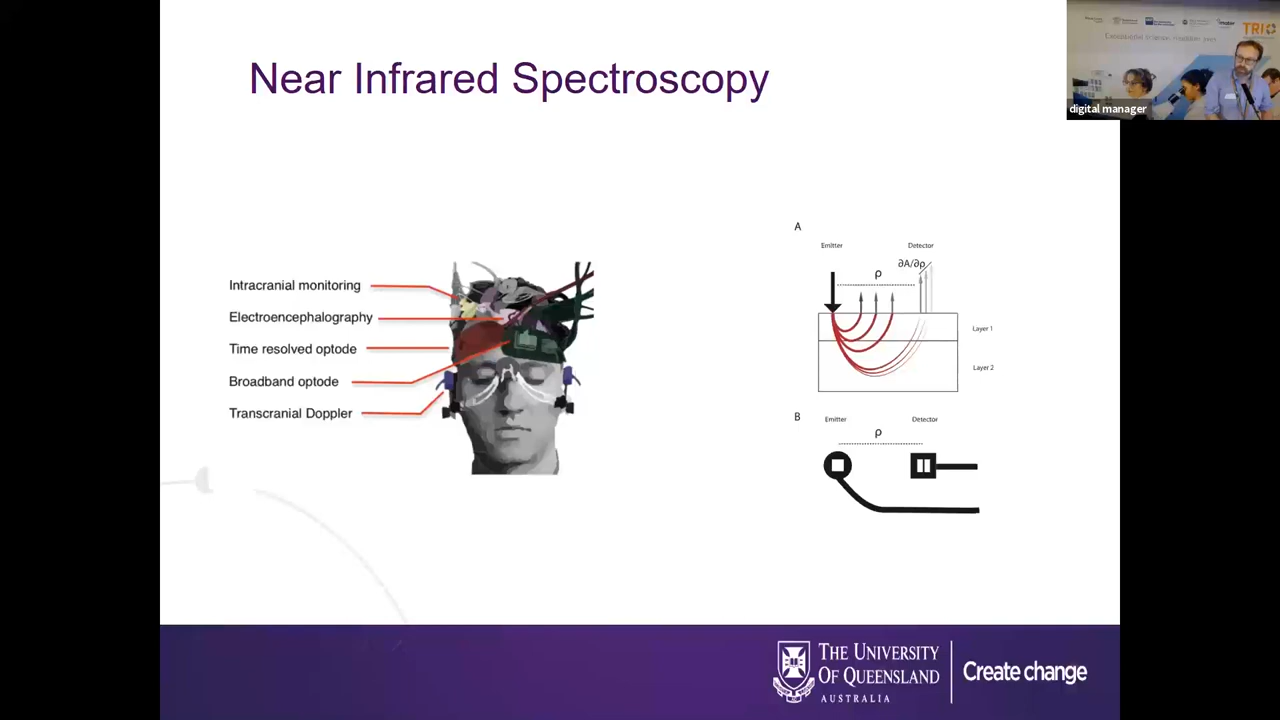 Near Infrared Spectroscopy
TRI
digital manager
Intracranial monitoring
Electroencephalography
Time resolved optode
Broadband optode
Transcranial Doppler
A
Emitter
Detector
∂A/∂ρ
ρ
Layer 1
Layer 2
B
Emitter
Detector
ρ
THE UNIVERSITY
OF QUEENSLAND
AUSTRALIA
Create change